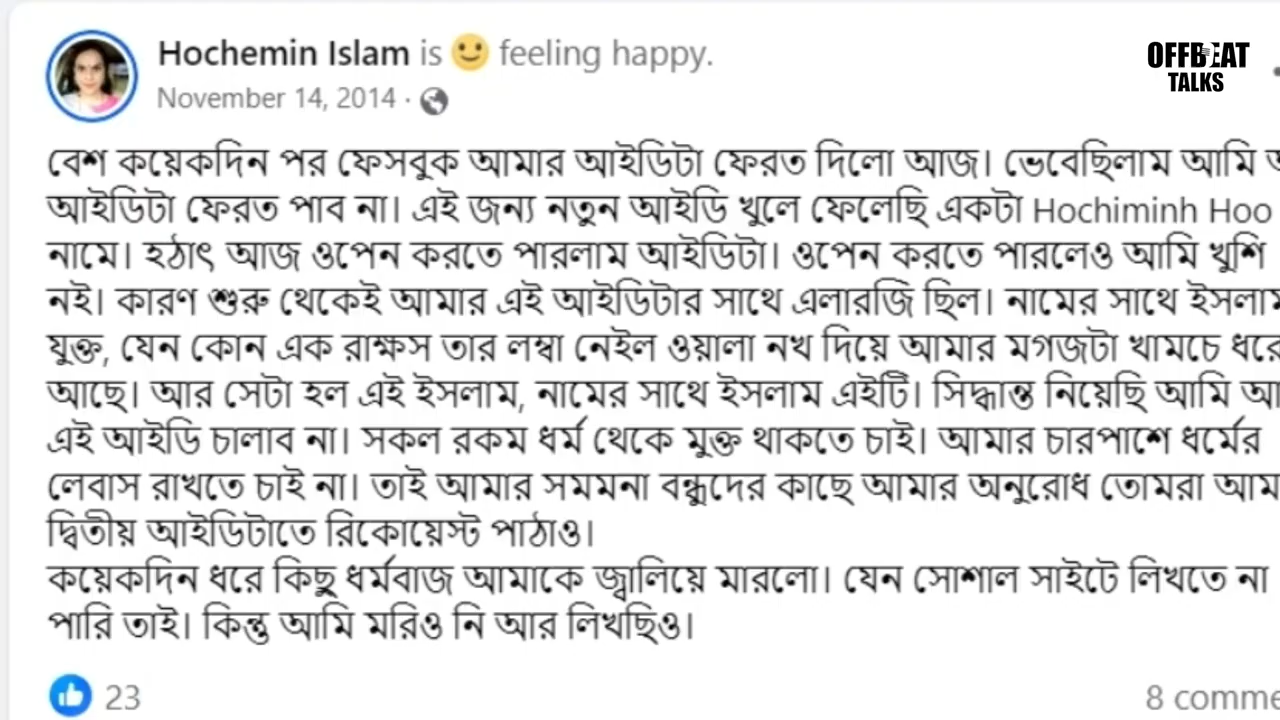 Hochemin Islam is 🙂 feeling happy.
November 14, 2014 ·
OFFBEAT
TALKS
বেশ কয়েকদিন পর ফেসবুক আমার আইডিটা ফেরত দিলো আজ। ভেবেছিলাম আমি
আইডিটা ফেরত পাব না। এই জন্য নতুন আইডি খুলে ফেলেছি একটা Hochiminh Hoo
নামে। হঠাৎ আজ ওপেন করতে পারলাম আইডিটা। ওপেন করতে পারলেও আমি খুশি
নই। কারণ শুরু থেকেই আমার এই আইডিটার সাথে এলারজি ছিল। নামের সাথে ইসলাম
যুক্ত, যেন কোন এক রাক্ষস তার লম্বা নেইল ওয়ালা নখ দিয়ে আমার মগজটা খামচে ধরে
আছে। আর সেটা হল এই ইসলাম, নামের সাথে ইসলাম এইটি। সিদ্ধান্ত নিয়েছি আমি
এই আইডি চালাব না। সকল রকম ধর্ম থেকে মুক্ত থাকতে চাই। আমার চারপাশে ধর্মের
লেবাস রাখতে চাই না। তাই আমার সমমনা বন্ধুদের কাছে আমার অনুরোধ তোমরা
দ্বিতীয় আইডিটাতে রিকোয়েস্ট পাঠাও।
কয়েকদিন ধরে কিছু ধর্মবাজ আমাকে জ্বালিয়ে মারলো। যেন সোশাল সাইটে লিখতে না
পারি তাই। কিন্তু আমি মরিও নি আর লিখছিও।
23
8 comme